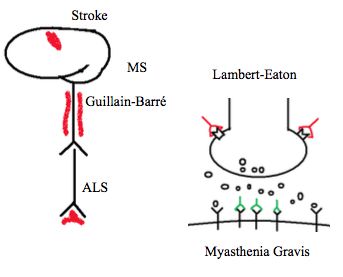 Stroke
MS
Guillain-Barré
ALS
Lambert-Eaton
Myasthenia Gravis